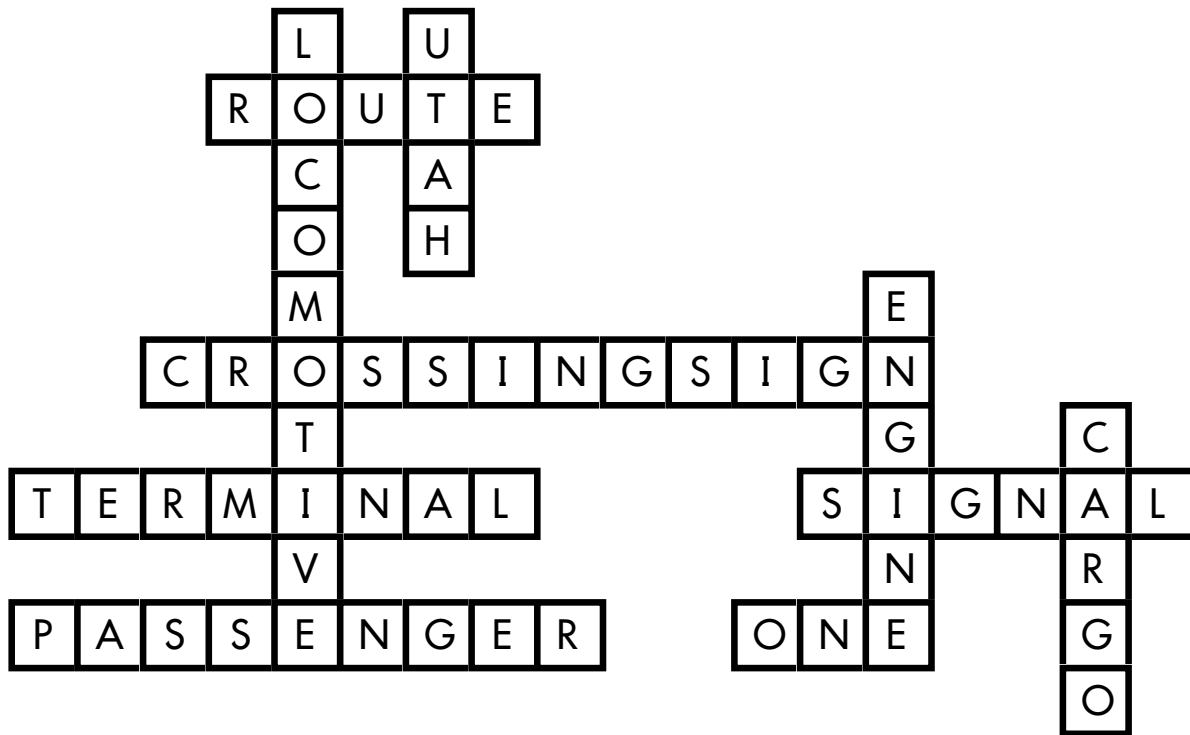 L U
ROUTE
C A
O H
M E
CROSSINGSIGN
T G C
TERMINAL SIGNAL
V N R
PASSENGER ONE G
O